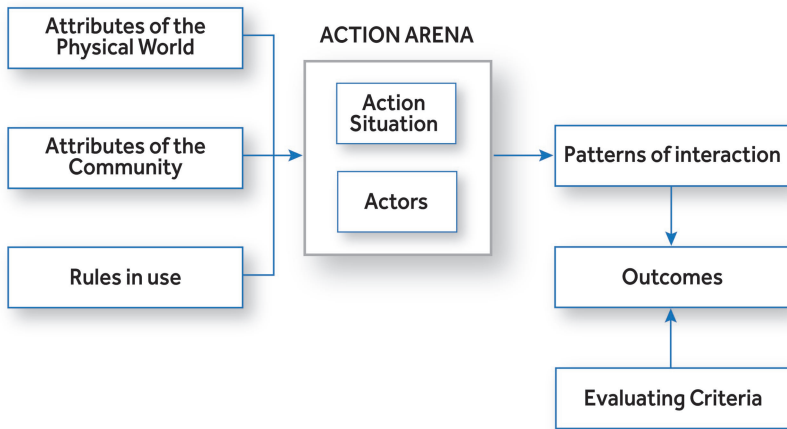 Attributes of the
Physical World
Attributes of the
Community
Rules in use
ACTION ARENA
Action
Situation
Actors
Patterns of interaction
Outcomes
Evaluating Criteria